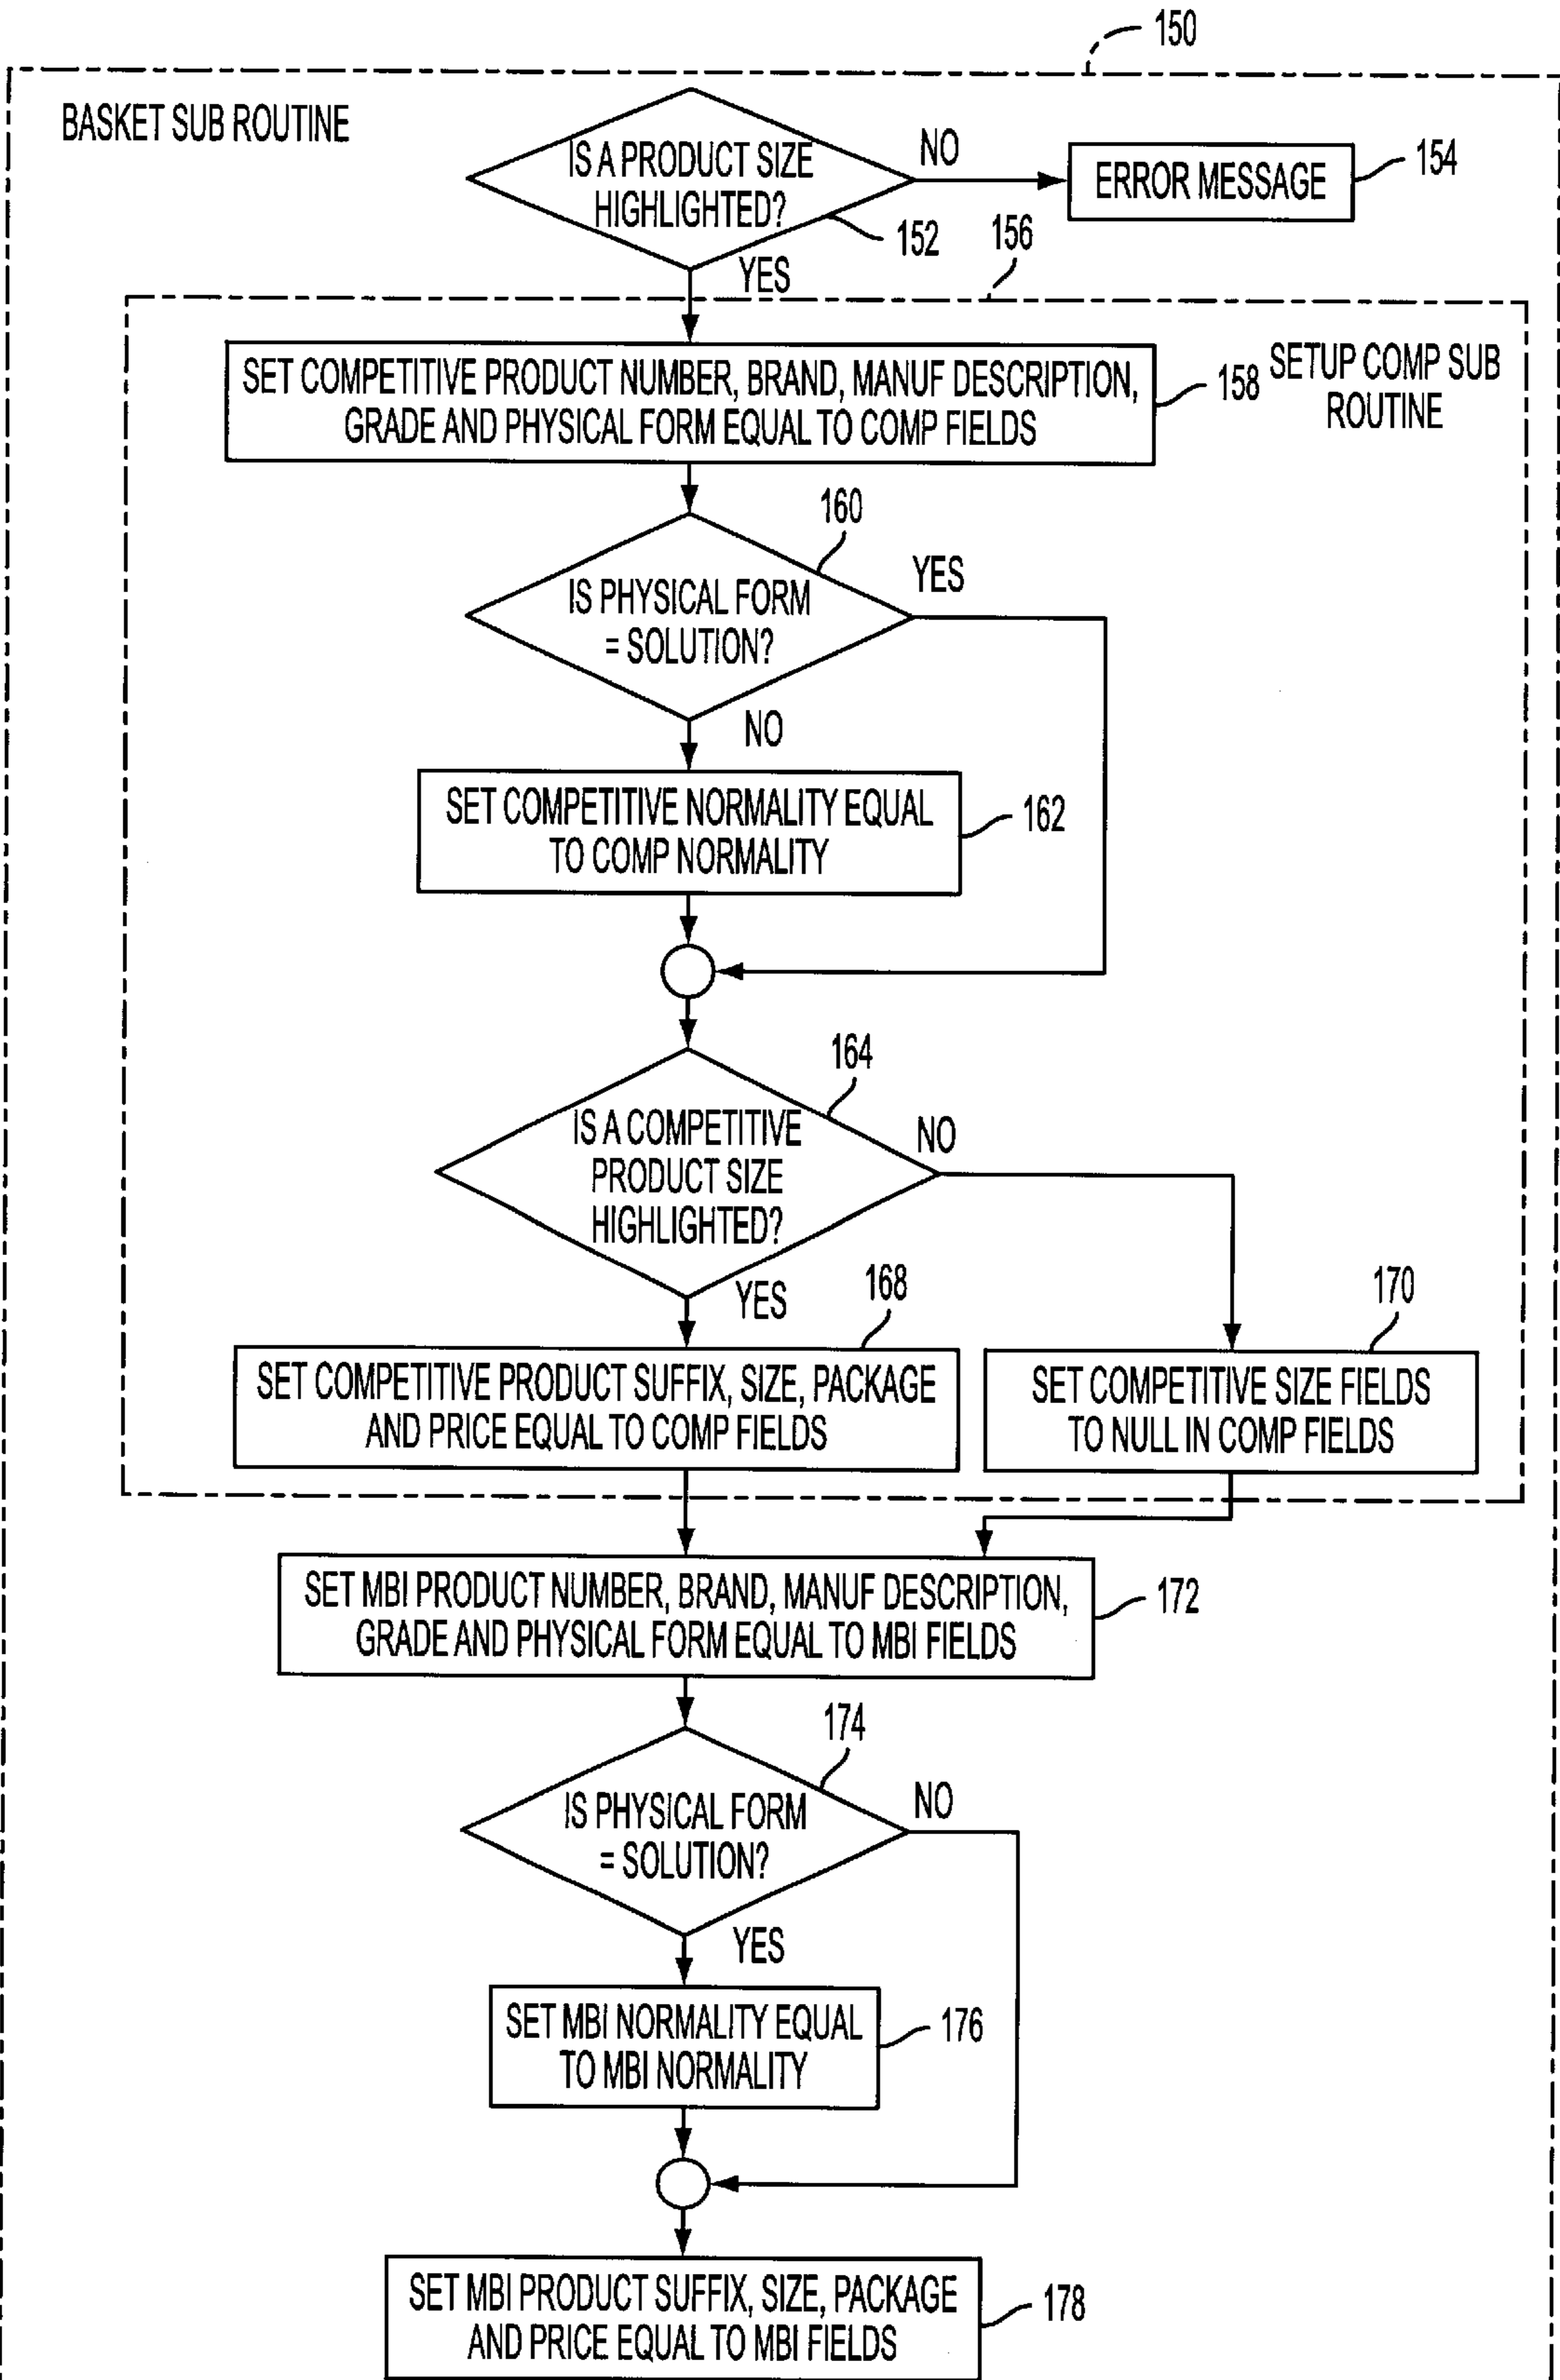 150
BASKET SUB ROUTINE
IS A PRODUCT SIZE
HIGHLIGHTED?
NO
ERROR MESSAGE
154
152
156
YES
SET COMPETITIVE PRODUCT NUMBER, BRAND, MANUF DESCRIPTION,
GRADE AND PHYSICAL FORM EQUAL TO COMP FIELDS
158
SETUP COMP SUB
ROUTINE
160
IS PHYSICAL FORM
= SOLUTION?
YES
NO
SET COMPETITIVE NORMALITY EQUAL
TO COMP NORMALITY
162
164
IS A COMPETITIVE
PRODUCT SIZE
HIGHLIGHTED?
NO
YES
168
170
SET COMPETITIVE PRODUCT SUFFIX, SIZE, PACKAGE
AND PRICE EQUAL TO COMP FIELDS
SET COMPETITIVE SIZE FIELDS
TO NULL IN COMP FIELDS
SET MBI PRODUCT NUMBER, BRAND, MANUF DESCRIPTION,
GRADE AND PHYSICAL FORM EQUAL TO MBI FIELDS
172
174
IS PHYSICAL FORM
= SOLUTION?
NO
YES
SET MBI NORMALITY EQUAL
TO MBI NORMALITY
176
SET MBI PRODUCT SUFFIX, SIZE, PACKAGE
AND PRICE EQUAL TO MBI FIELDS
178